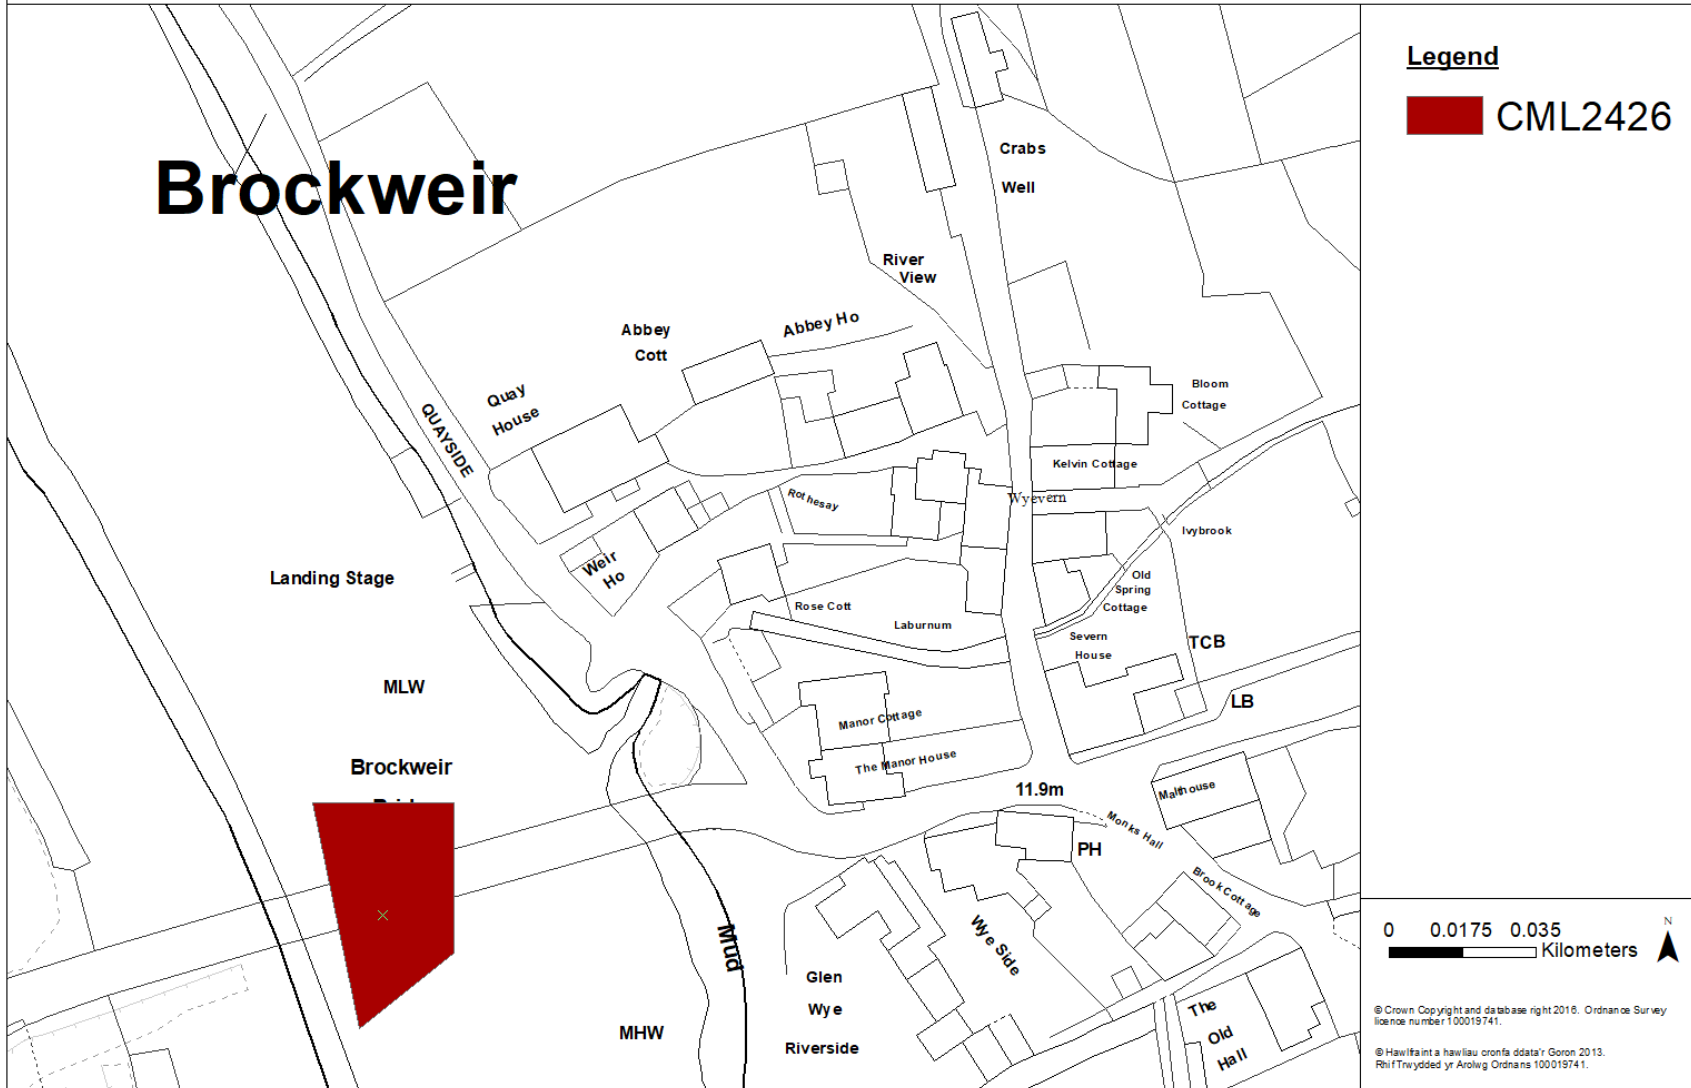 Brockweir
Legend
CML2426
Crabs
Well
River
View
Abbey Ho
Abbey
Cott
Quay
House
QUAYSIDE
Bloom
Cottage
Kelvin Cottage
Wyevern
Rothesay
Ivybrook
Weir
Ho
Landing Stage
Old
Spring
Cottage
Rose Cott
Laburnum
Severn
House
TCB
MLW
LB
Manor Cottage
The Manor House
Brockweir
11.9m
Malthouse
Monks Hall
PH
Brook Cottage
Wye Side
Mud
Glen
Wye
Riverside
MHW
The
Old
Hall
0 0.0175 0.035
Kilometers
N
© Crown Copyright and database right 2016. Ordnance Survey
licence number 100019741.
© Hawlfraint a hawliau cronfa ddata'r Goron 2013.
Rhif Trwydded yr Arolwg Ordnans 100019741.